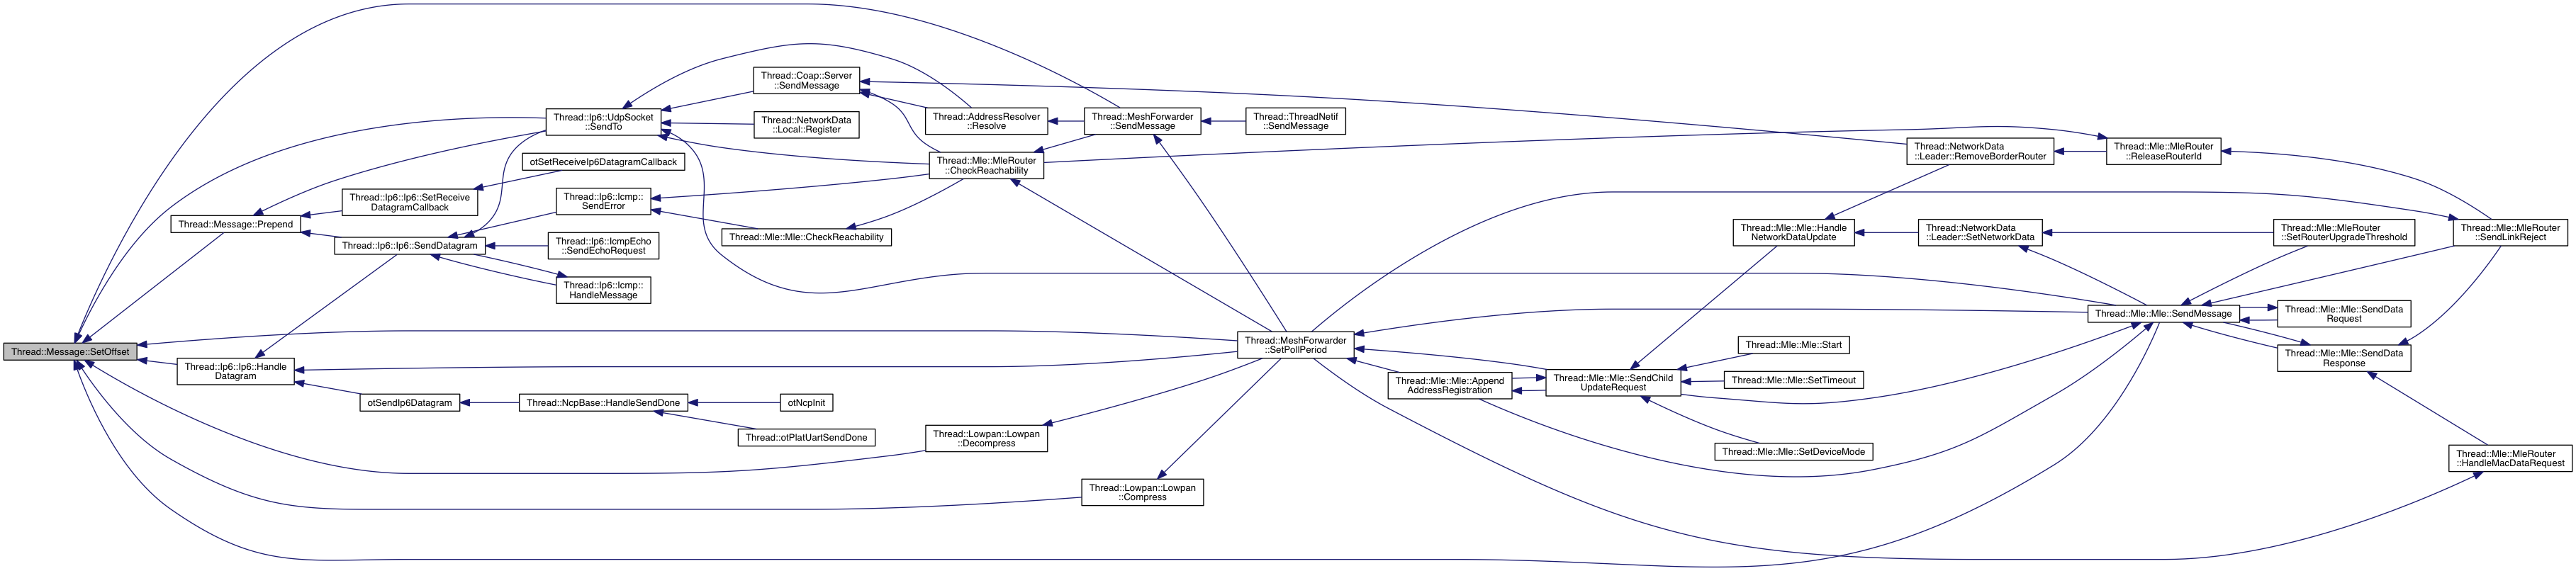 Thread::Message::SetOffset
Thread::Message::Prepend
Thread::Ip6::Ip6::Handle
Datagram
Thread::Ip6::Ip6::SetReceive
DatagramCallback
Thread::Ip6::Ip6::SendDatagram
otSendIp6Datagram
Thread::Ip6::UdpSocket
::SendTo
otSetReceiveIp6DatagramCallback
Thread::Ip6::Icmp::
SendError
Thread::Ip6::IcmpEcho
::SendEchoRequest
Thread::Ip6::Icmp::
HandleMessage
Thread::NcpBase::HandleSendDone
Thread::Coap::Server
::SendMessage
Thread::NetworkData
::Local::Register
Thread::Mle::Mle::CheckReachability
otNcpInit
Thread::otPlatUartSendDone
Thread::AddressResolver
::Resolve
Thread::Mle::MleRouter
::CheckReachability
Thread::Lowpan::Lowpan
::Decompress
Thread::MeshForwarder
::SendMessage
Thread::Lowpan::Lowpan
::Compress
Thread::ThreadNetif
::SendMessage
Thread::MeshForwarder
::SetPollPeriod
Thread::Mle::Mle::Append
AddressRegistration
Thread::Mle::Mle::SendChild
UpdateRequest
Thread::Mle::Mle::Handle
NetworkDataUpdate
Thread::Mle::Mle::Start
Thread::Mle::Mle::SetTimeout
Thread::Mle::Mle::SetDeviceMode
Thread::NetworkData
::Leader::RemoveBorderRouter
Thread::NetworkData
::Leader::SetNetworkData
Thread::Mle::MleRouter
::ReleaseRouterId
Thread::Mle::Mle::SendMessage
Thread::Mle::MleRouter
::SetRouterUpgradeThreshold
Thread::Mle::Mle::SendData
Request
Thread::Mle::Mle::SendData
Response
Thread::Mle::MleRouter
::SendLinkReject
Thread::Mle::MleRouter
::HandleMacDataRequest